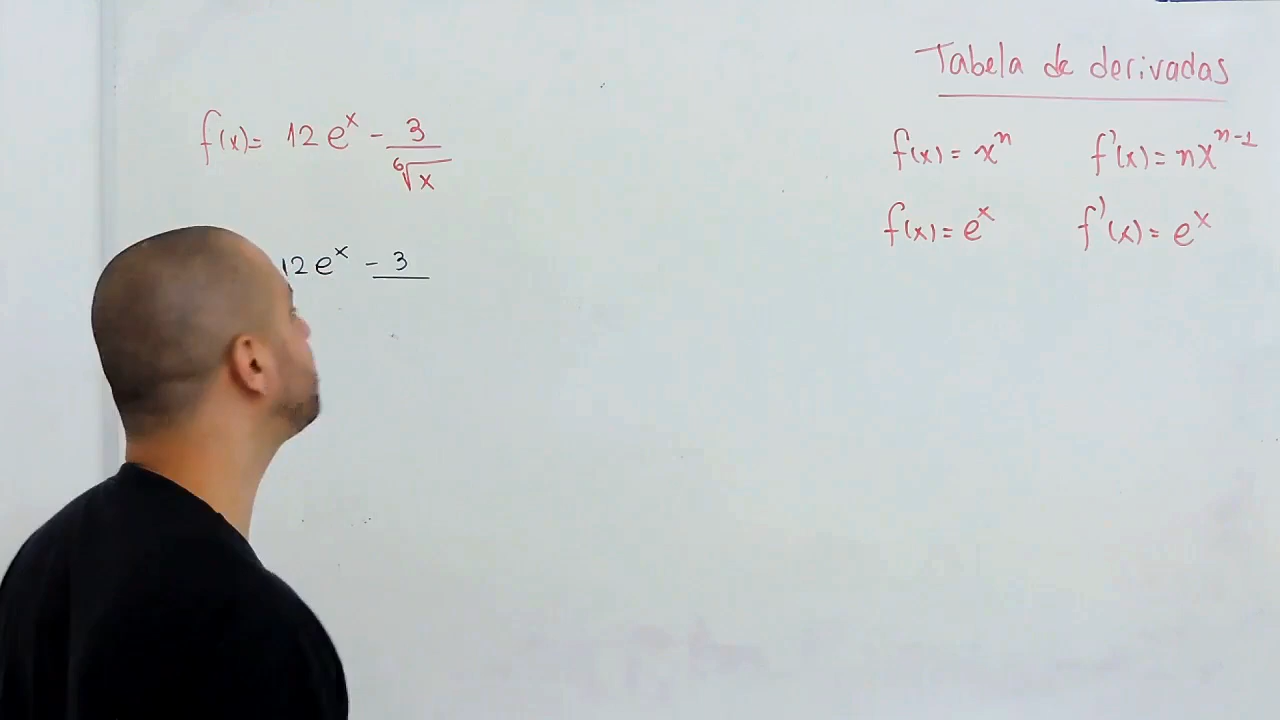 Tabela de derivadas
f(x) = 12 e^x - 3/⁶√x
f(x) = x^n f'(x) = nx^{n-1}
f(x) = e^x f'(x) = e^x
12 e^x - 3